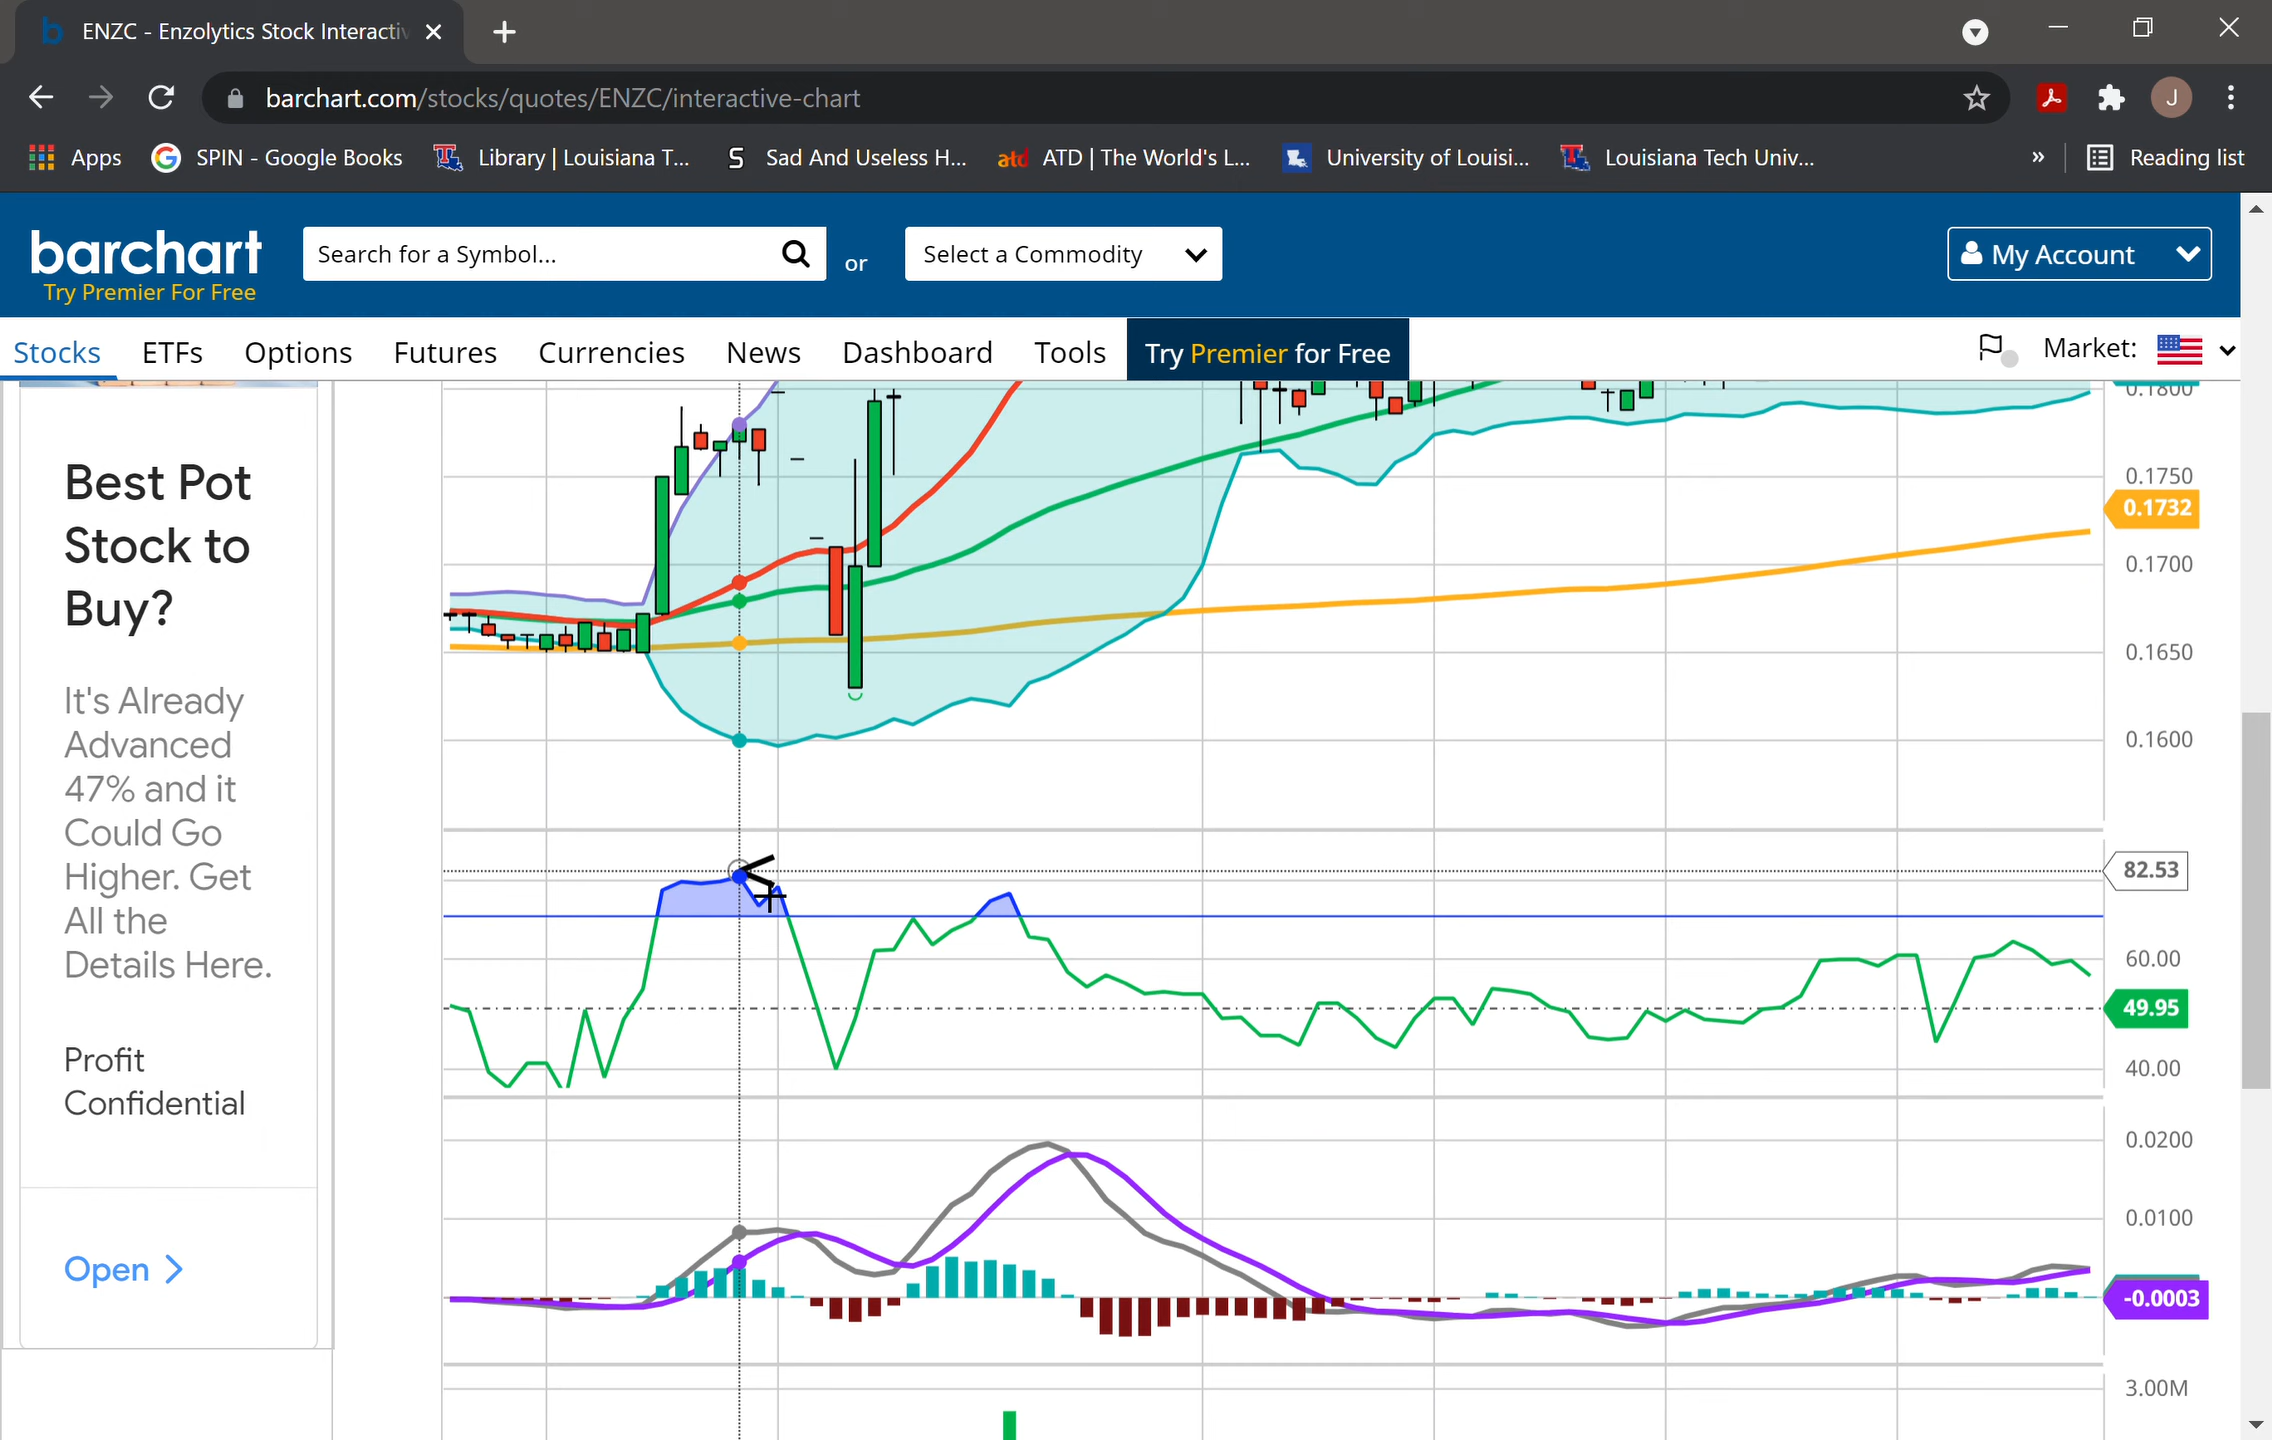 ENZC - Enzolytics Stock Interactiv
barchart.com/stocks/quotes/ENZC/interactive-chart
J
Apps
SPIN - Google Books
Library | Louisiana T...
S
Sad And Useless H...
atd
ATD | The World's L...
University of Louisi...
Louisiana Tech Univ...
»
Reading list
barchart
Try Premier For Free
Search for a Symbol...
or
Select a Commodity
My Account
Stocks
ETFs
Options
Futures
Currencies
News
Dashboard
Tools
Try Premier for Free
Market:
Best Pot
Stock to
Buy?
It's Already
Advanced
47% and it
Could Go
Higher. Get
All the
Details Here.
Profit
Confidential
Open
0.1800
0.1750
0.1732
0.1700
0.1650
0.1600
82.53
60.00
49.95
40.00
0.0200
0.0100
-0.0003
3.00M